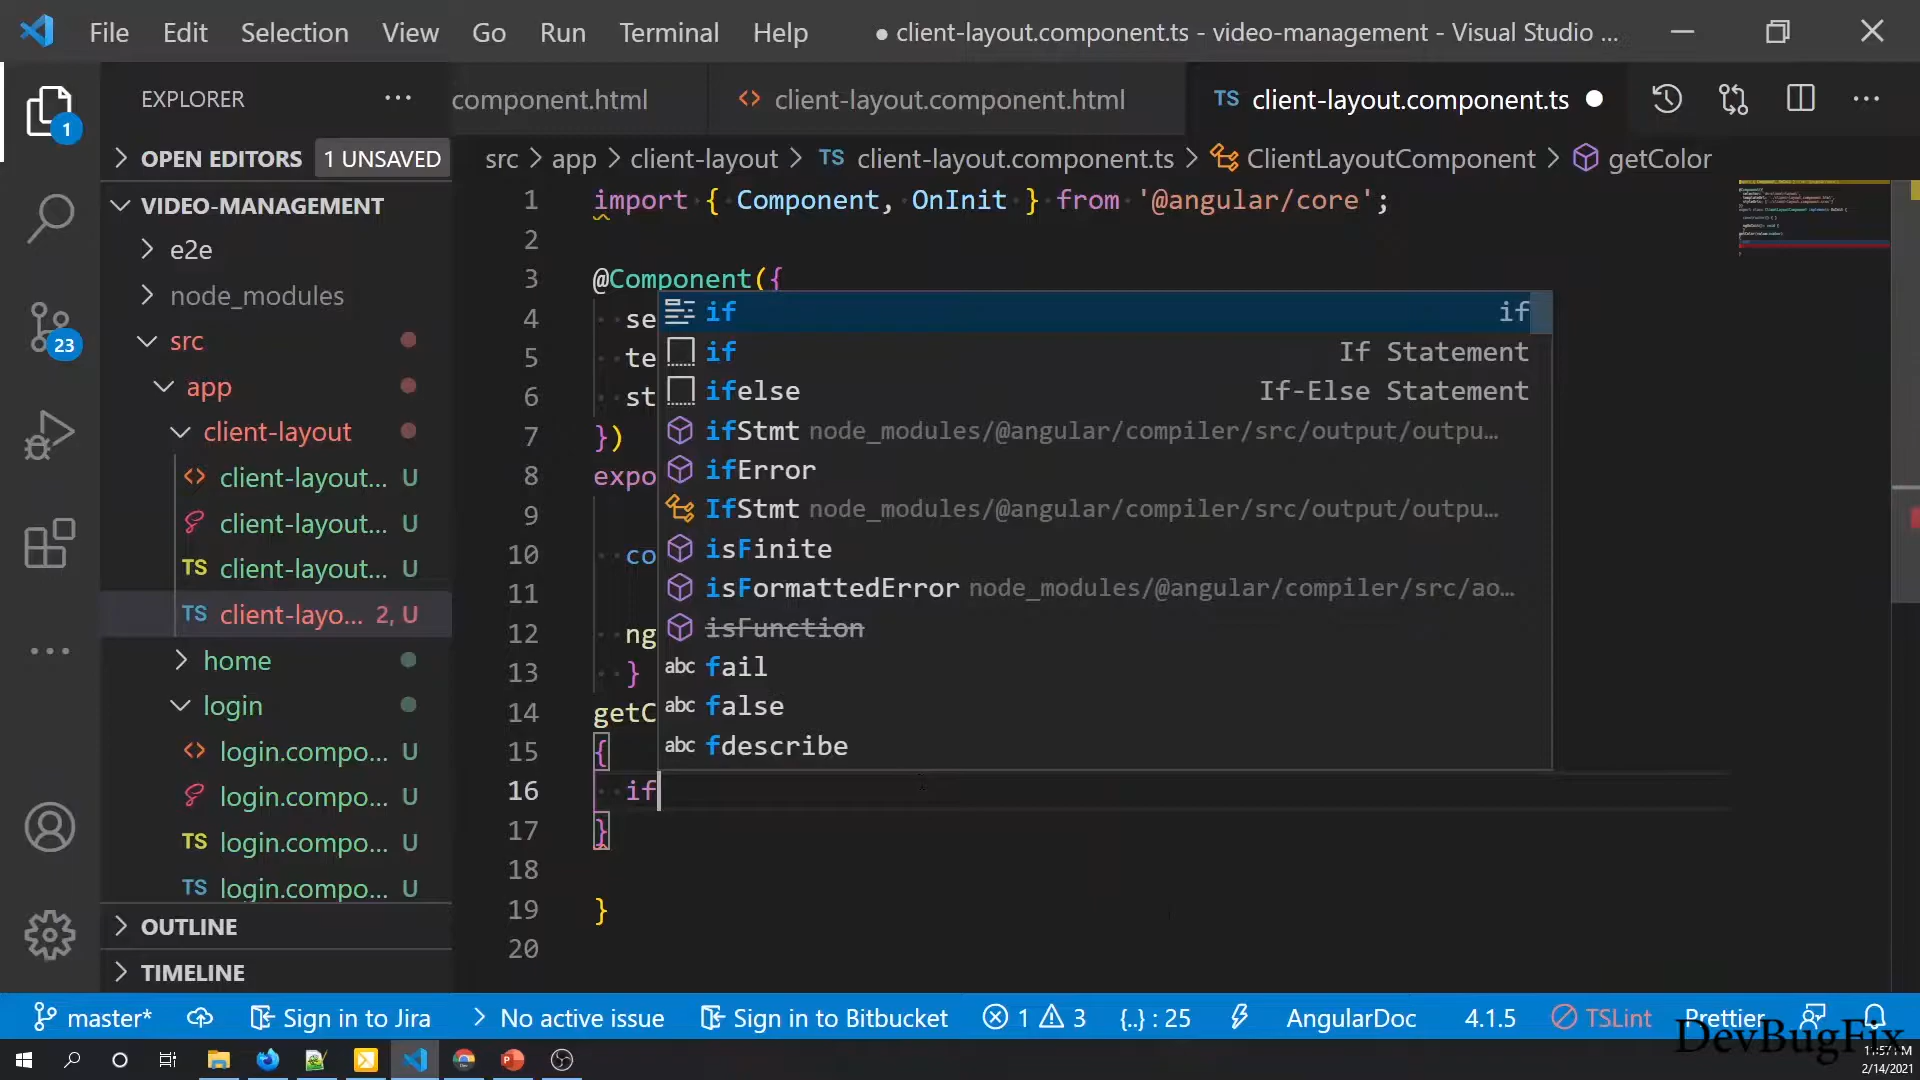 File Edit Selection View Go Run Terminal Help ● client-layout.component.ts - video-management - Visual Studio ...
EXPLORER ... component.html <> client-layout.component.html TS client-layout.component.ts ●
1
OPEN EDITORS 1 UNSAVED
src > app > client-layout > TS client-layout.component.ts > ClientLayoutComponent > getColor
VIDEO-MANAGEMENT
e2e
node_modules
src
app
client-layout
<> client-layout... U
client-layout... U
TS client-layout... U
TS client-layo... 2, U
home
login
<> login.compo... U
login.compo... U
TS login.compo... U
TS login.compo... U
OUTLINE
TIMELINE
23
1 import { Component, OnInit } from '@angular/core';
2
3 @Component({
4 se
5 te
6 st
7 })
8 expo
9
10 co
11
12 ng
13 }
14 getC
15 {
16 if
17 }
18
19 }
20
if if
if If Statement
ifelse If-Else Statement
ifStmt node_modules/@angular/compiler/src/output/outpu...
ifError
IfStmt node_modules/@angular/compiler/src/output/outpu...
isFinite
isFormattedError node_modules/@angular/compiler/src/ao...
isFunction
abc fail
abc false
abc fdescribe
master* Sign in to Jira > No active issue Sign in to Bitbucket 1 3 {..} : 25 AngularDoc 4.1.5 TSLint Prettier
DevBugFix
2/14/2021